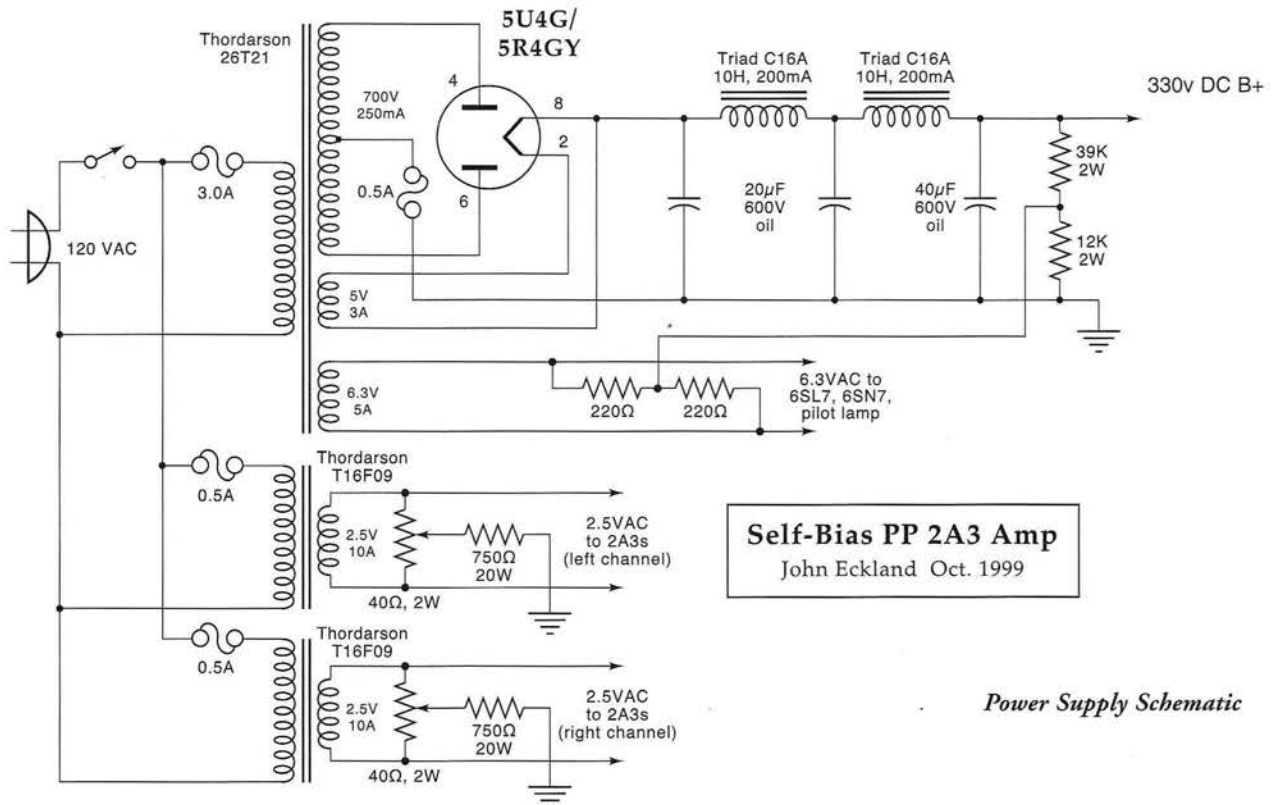 5U4G/
5R4GY
Thordarson
26T21
Triad C16A
10H, 200mA
Triad C16A
10H, 200mA
330v DC B+
4
8
2
6
700V
250mA
0.5A
3.0A
120 VAC
20µF
600V
oil
40µF
600V
oil
39K
2W
12K
2W
5V
3A
6.3V
5A
220Ω
220Ω
6.3VAC to
6SL7, 6SN7,
pilot lamp
Thordarson
T16F09
0.5A
2.5V
10A
750Ω
20W
40Ω, 2W
2.5VAC
to 2A3s
(left channel)
Self-Bias PP 2A3 Amp
John Eckland Oct. 1999
Thordarson
T16F09
0.5A
2.5V
10A
750Ω
20W
40Ω, 2W
2.5VAC
to 2A3s
(right channel)
Power Supply Schematic